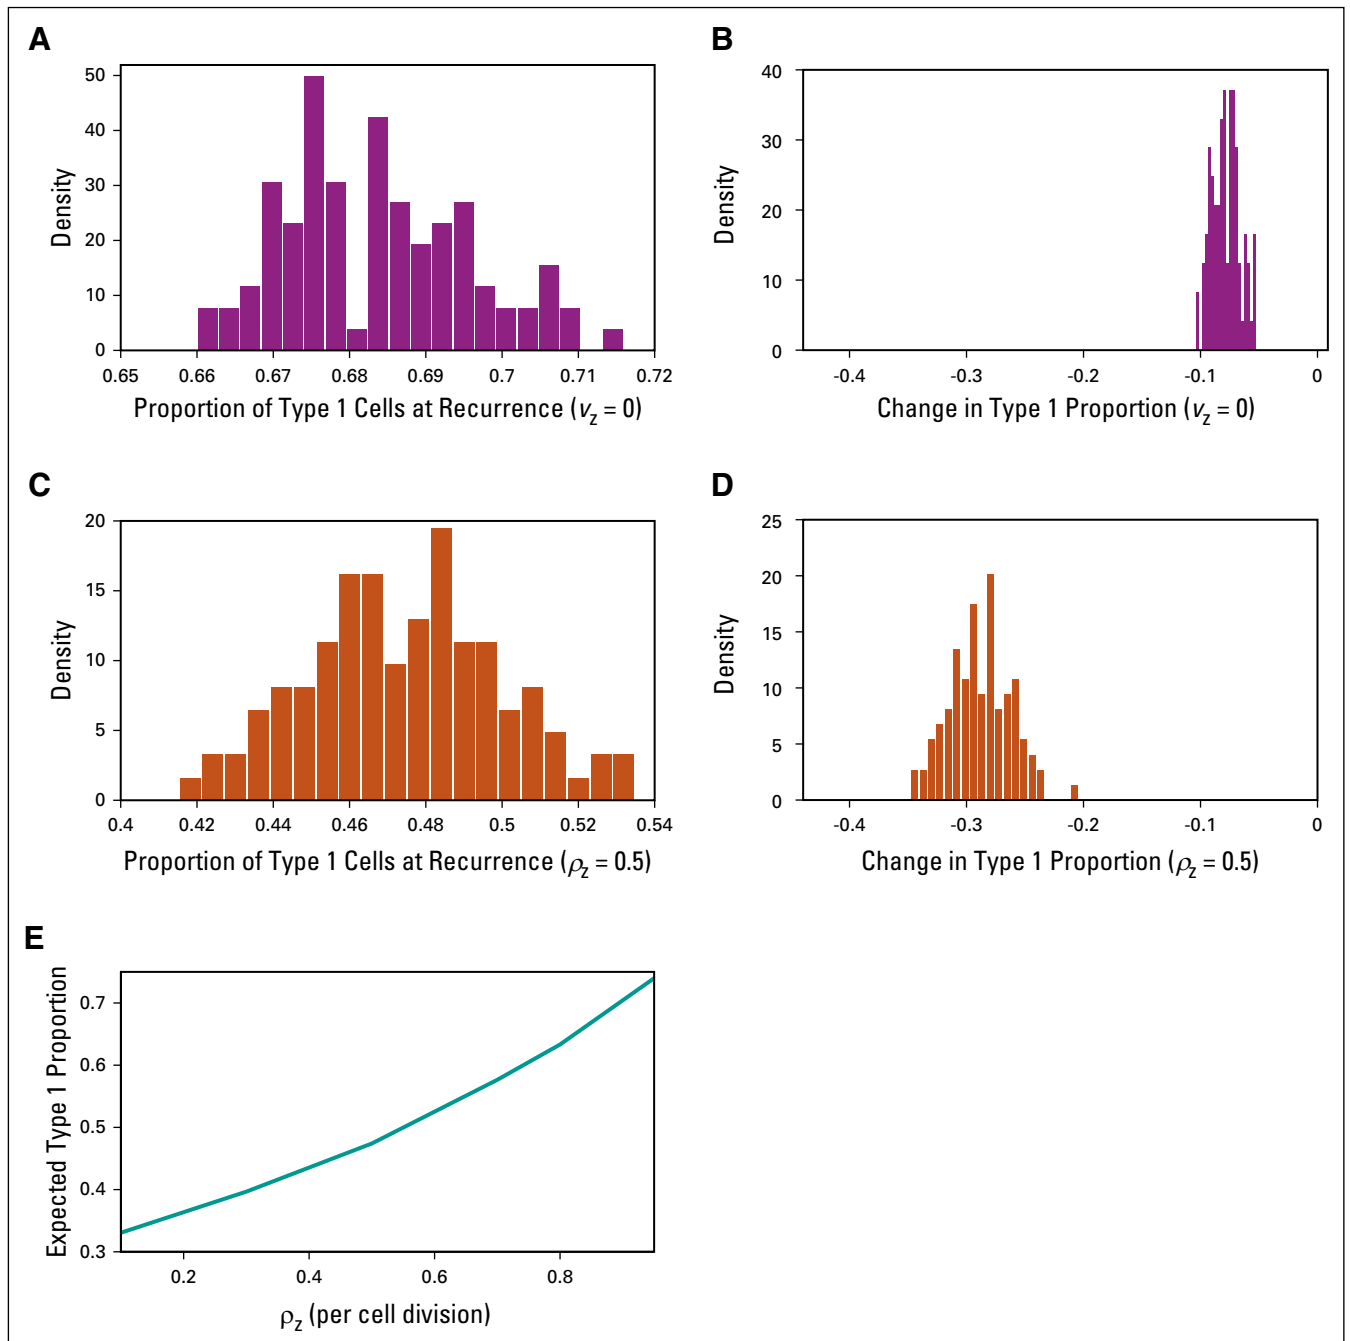 A
50
40
30
20
10
0
Density
0.65 0.66 0.67 0.68 0.69 0.7 0.71 0.72
Proportion of Type 1 Cells at Recurrence (vz = 0)
B
40
30
20
10
0
Density
-0.4 -0.3 -0.2 -0.1 0
Change in Type 1 Proportion (vz = 0)
C
20
15
10
5
0
Density
0.4 0.42 0.44 0.46 0.48 0.5 0.52 0.54
Proportion of Type 1 Cells at Recurrence (ρz = 0.5)
D
25
20
15
10
5
0
Density
-0.4 -0.3 -0.2 -0.1 0
Change in Type 1 Proportion (ρz = 0.5)
E
0.7
0.6
0.5
0.4
0.3
Expected Type 1 Proportion
0.2 0.4 0.6 0.8
ρz (per cell division)